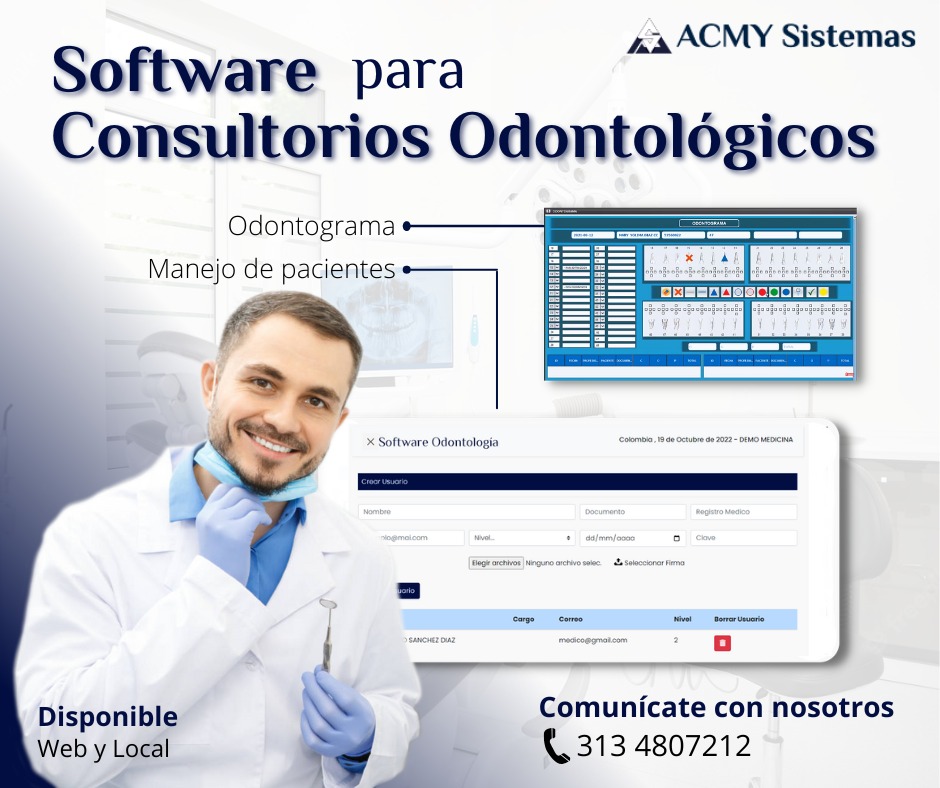 ACMY Sistemas
Software para
Consultorios Odontológicos
Odontograma
Manejo de pacientes
ODONTOGRAMA
Software Odontología
Colombia , 19 de Octubre de 2022 - DEMO MEDICINA
Crear Usuario
Nombre
Documento
Registro Medico
@mai.com
Nivel...
dd/mm/aaaa
Clave
Elegir archivos Ninguno archivo selec.
Seleccionar Firma
uario
Cargo
Correo
Nivel
Borrar Usuario
O SANCHEZ DIAZ
medico@gmail.com
2
Disponible
Web y Local
Comunícate con nosotros
313 4807212